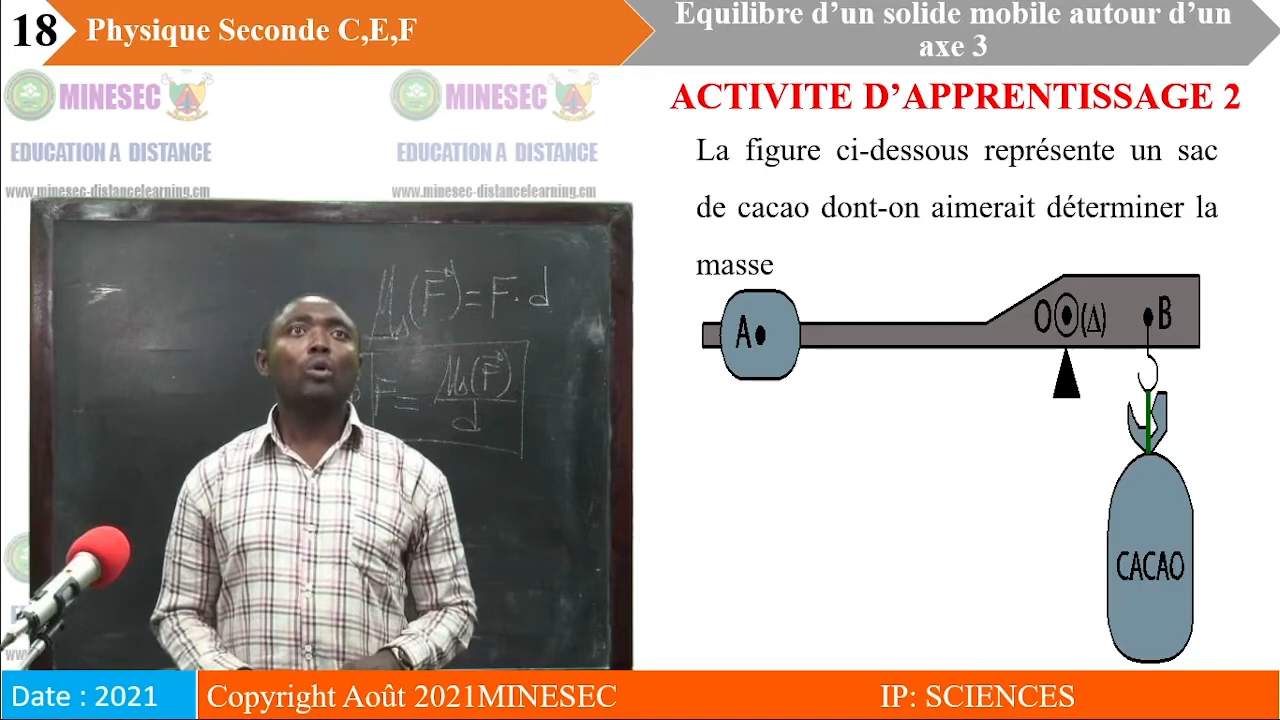 18
Physique Seconde C,E,F
Equilibre d’un solide mobile autour d’un
axe 3
MINESEC
MINESEC
EDUCATION A DISTANCE
EDUCATION A DISTANCE
www.minesec-distancelearning.cm
www.minesec-distancelearning.cm
ACTIVITE D’APPRENTISSAGE 2
La figure ci-dessous représente un sac
de cacao dont-on aimerait déterminer la
masse
A
O
(Δ)
B
CACAO
F = F. d
F =
d
Date : 2021
Copyright Août 2021MINESEC
IP: SCIENCES